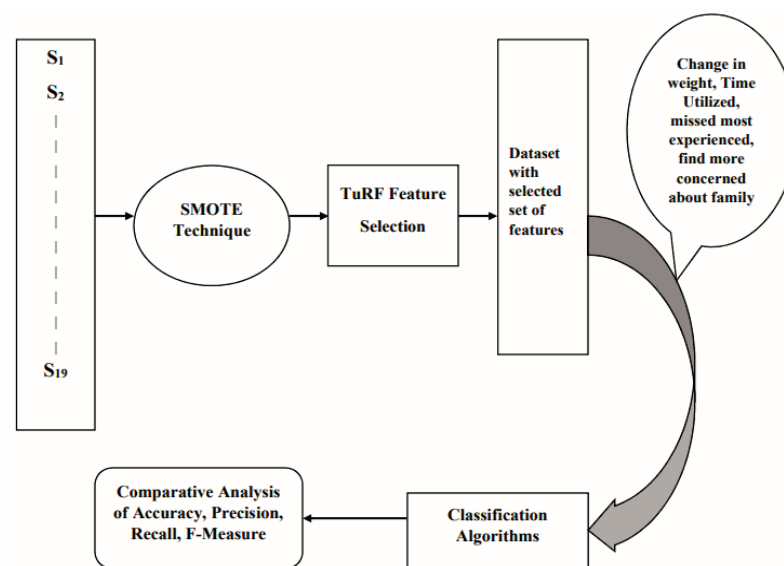 S1
S2
S19
SMOTE
Technique
TuRF Feature
Selection
Dataset
with
selected
set of
features
Change in
weight, Time
Utilized,
missed most
experienced,
find more
concerned
about family
Classification
Algorithms
Comparative Analysis
of Accuracy, Precision,
Recall, F-Measure